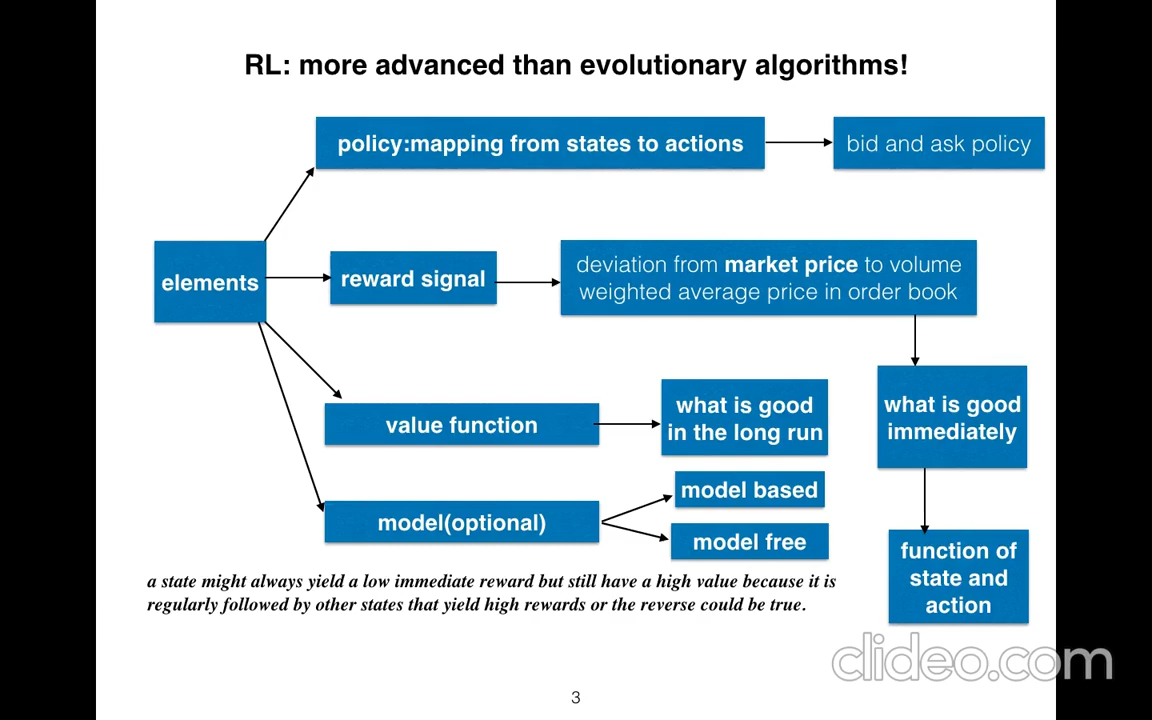 RL: more advanced than evolutionary algorithms!
policy:mapping from states to actions
bid and ask policy
elements
reward signal
deviation from market price to volume
weighted average price in order book
value function
what is good
in the long run
what is good
immediately
model(optional)
model based
model free
function of
state and
action
a state might always yield a low immediate reward but still have a high value because it is
regularly followed by other states that yield high rewards or the reverse could be true.
clideo.com
3